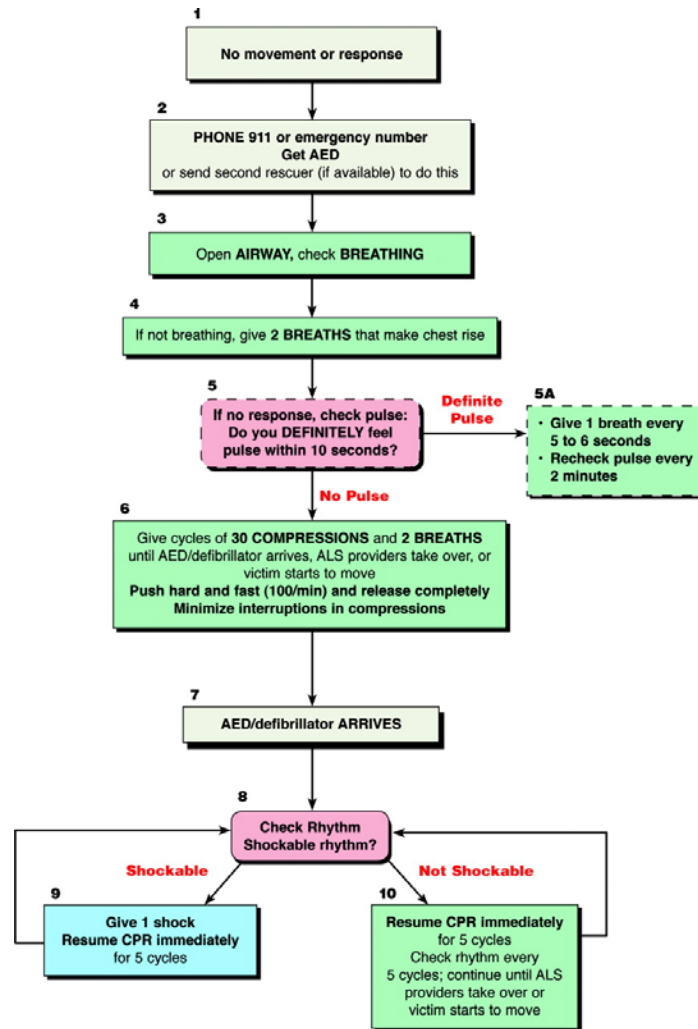 1
No movement or response
2
PHONE 911 or emergency number
Get AED
or send second rescuer (if available) to do this
3
Open AIRWAY, check BREATHING
4
If not breathing, give 2 BREATHS that make chest rise
5
If no response, check pulse:
Do you DEFINITELY feel
pulse within 10 seconds?
Definite
Pulse
5A
· Give 1 breath every
5 to 6 seconds
· Recheck pulse every
2 minutes
No Pulse
6
Give cycles of 30 COMPRESSIONS and 2 BREATHS
until AED/defibrillator arrives, ALS providers take over, or
victim starts to move
Push hard and fast (100/min) and release completely
Minimize interruptions in compressions
7
AED/defibrillator ARRIVES
8
Check Rhythm
Shockable rhythm?
Shockable
Not Shockable
9
Give 1 shock
Resume CPR immediately
for 5 cycles
10
Resume CPR immediately
for 5 cycles
Check rhythm every
5 cycles; continue until ALS
providers take over or
victim starts to move